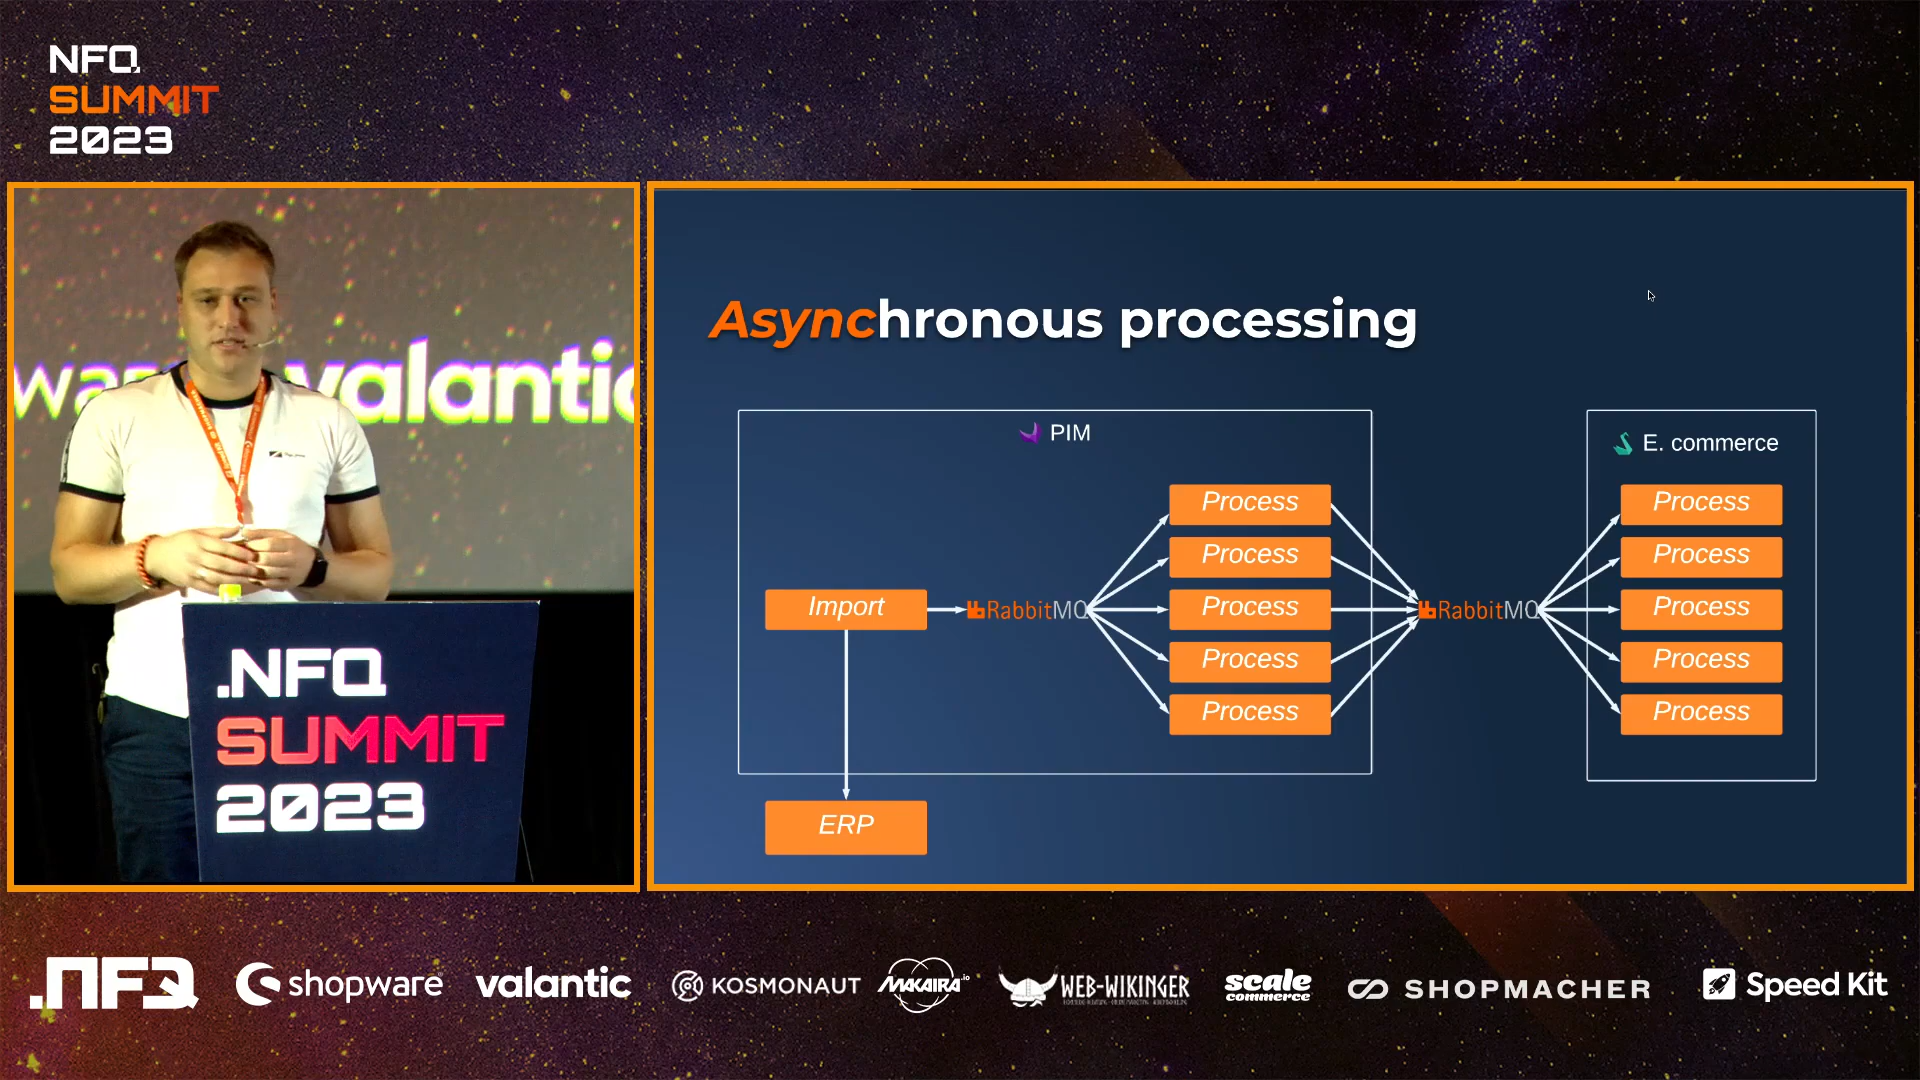 NFQ
SUMMIT
2023
valantic
.NFQ
SUMMIT
2023
Asynchronous processing
PIM
E. commerce
Process
Process
Process
Process
Process
Import
RabbitMQ
RabbitMQ
ERP
Process
Process
Process
Process
Process
.NFQ
shopware
valantic
KOSMONAUT
MAKAIRA.io
WEB-WIKINGER
scale
commerce
SHOPMACHER
Speed Kit